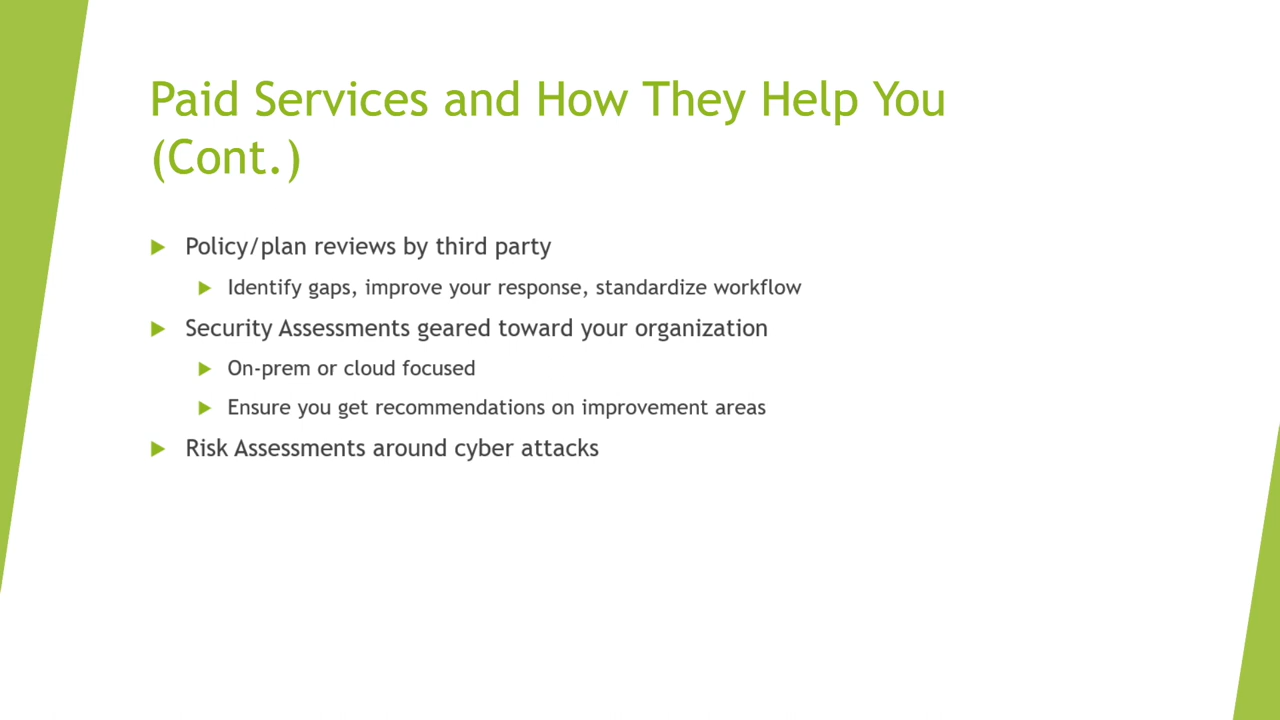 Paid Services and How They Help You
(Cont.)
Policy/plan reviews by third party
Identify gaps, improve your response, standardize workflow
Security Assessments geared toward your organization
On-prem or cloud focused
Ensure you get recommendations on improvement areas
Risk Assessments around cyber attacks